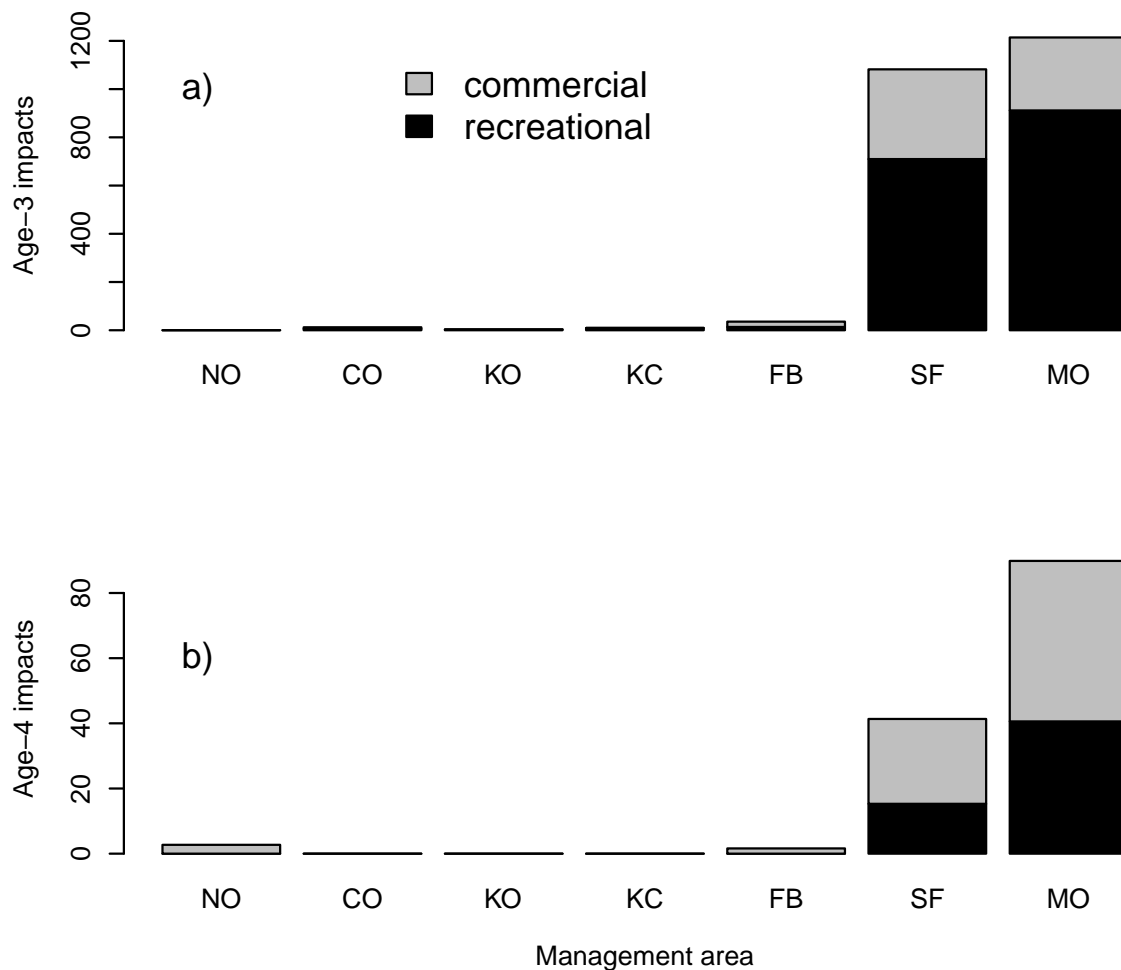 a)
commercial
recreational
Age−3 impacts
1200
800
400
0
NO CO KO KC FB SF MO
b)
Age−4 impacts
80
60
40
20
0
NO CO KO KC FB SF MO
Management area